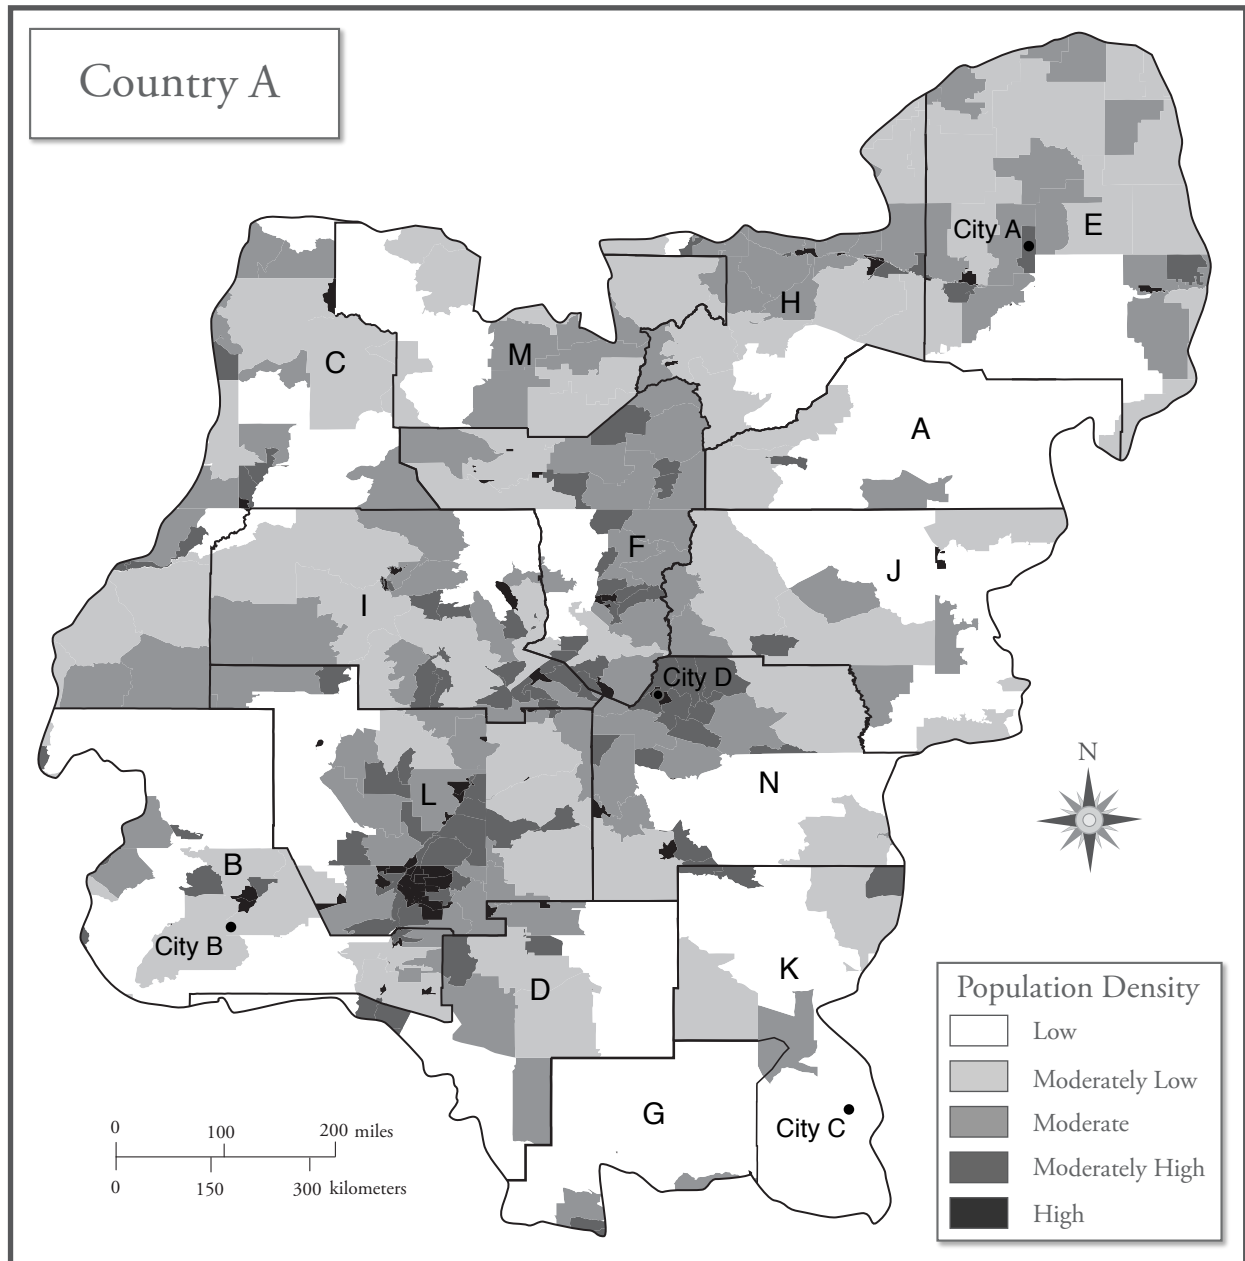 Country A
City A
E
H
C
M
A
F
J
I
City D
N
L
B
City B
D
K
G
City C
N
Population Density
Low
Moderately Low
Moderate
Moderately High
High
0 100 200 miles
0 150 300 kilometers